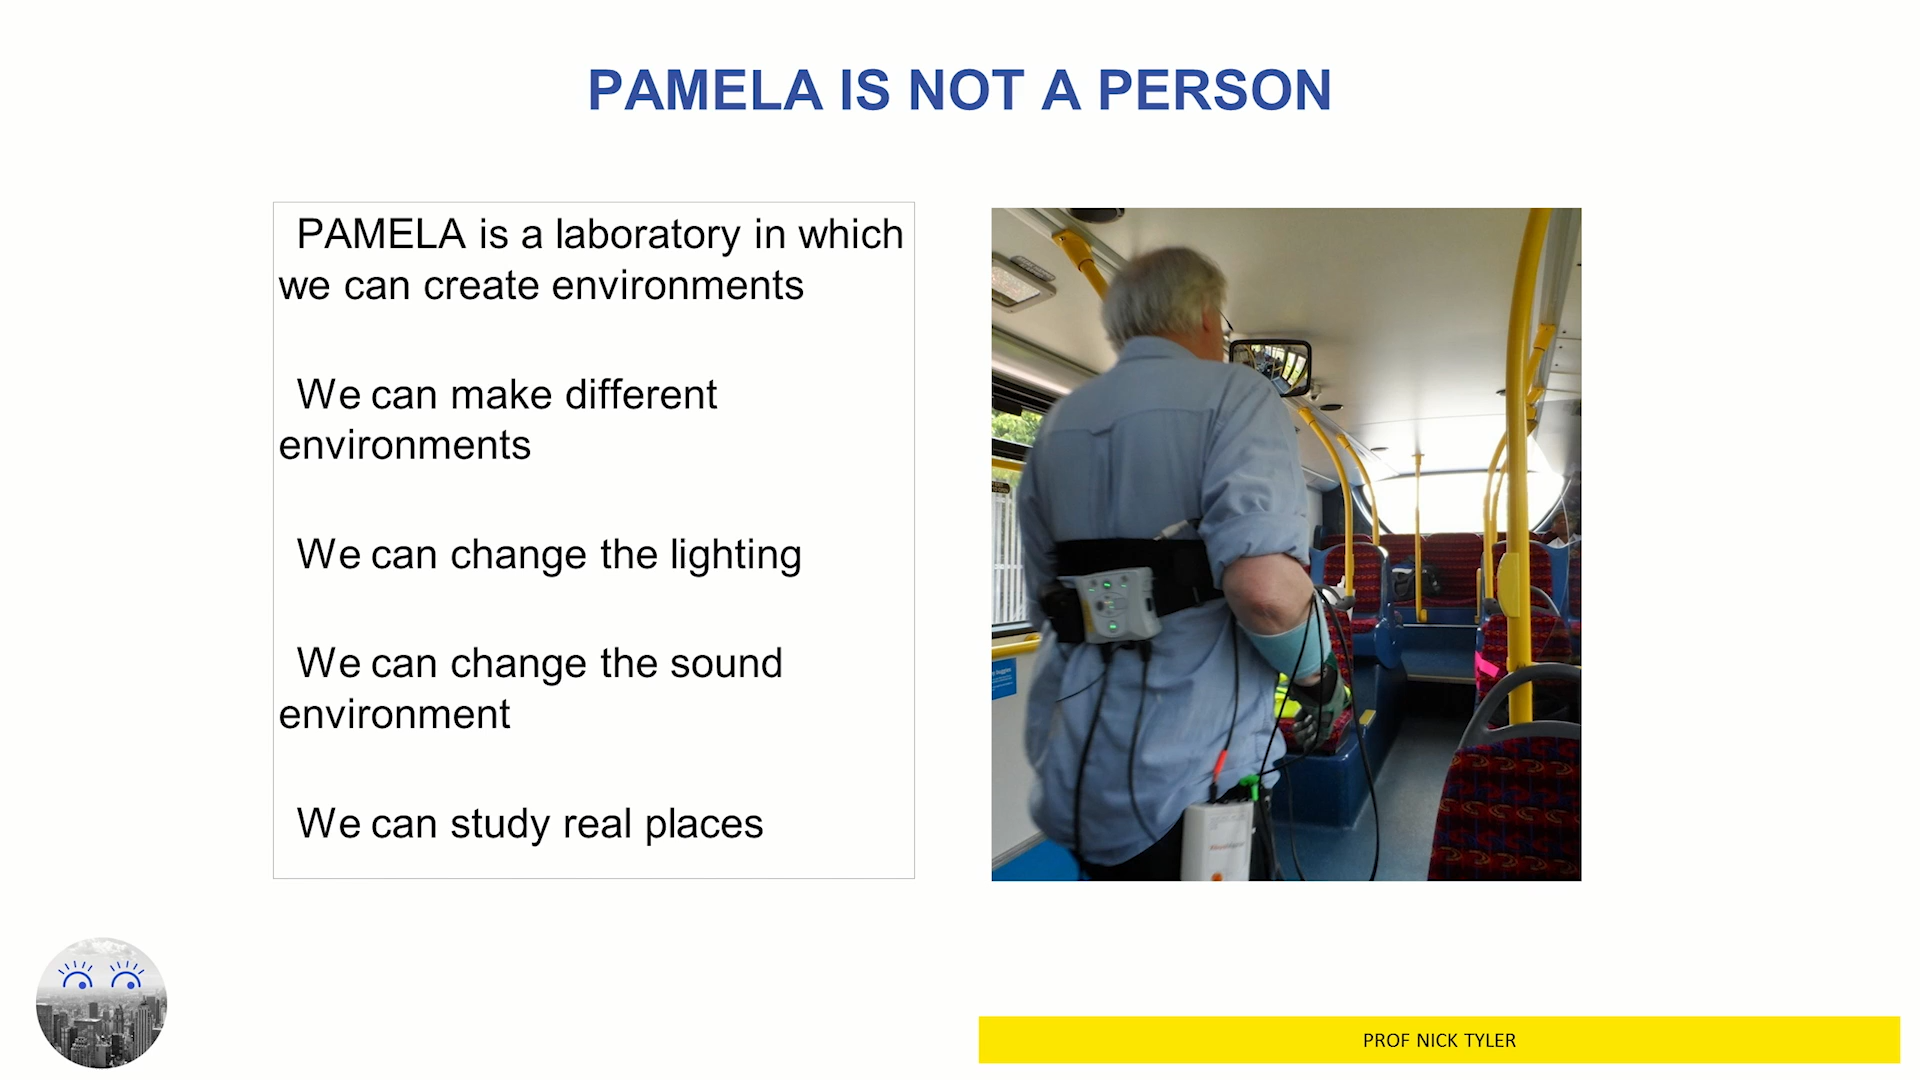 PAMELA IS NOT A PERSON
PAMELA is a laboratory in which
we can create environments
We can make different
environments
We can change the lighting
We can change the sound
environment
We can study real places
PROF NICK TYLER